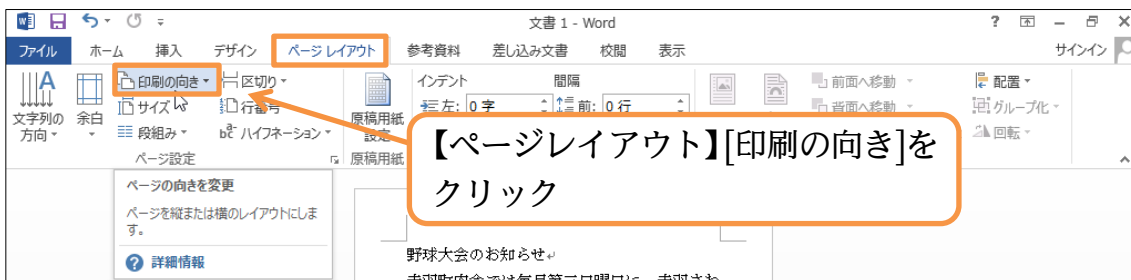 文書 1 - Word
ファイル ホーム 挿入 デザイン ページ レイアウト 参考資料 差し込み文書 校閲 表示 サインイン
印刷の向き 区切り インデント 間隔 前面へ移動 配置
文字列の方向 余白 サイズ 行番号 原稿用紙設定 左: 0 字 前: 0 行 背面へ移動 グループ化
段組み ハイフネーション 回転
ページ設定 原稿用紙
【ページレイアウト】[印刷の向き]を
クリック
ページの向きを変更
ページを縦または横のレイアウトにしま
す。
詳細情報
野球大会のお知らせ